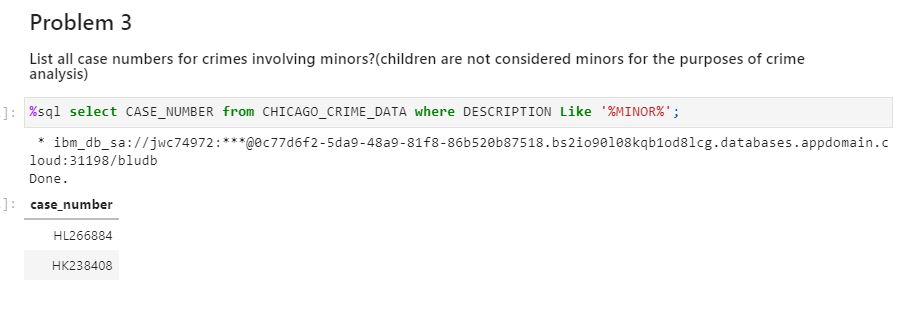 Problem 3
List all case numbers for crimes involving minors?(children are not considered minors for the purposes of crime
analysis)
]: %sql select CASE_NUMBER from CHICAGO_CRIME_DATA where DESCRIPTION Like '%MINOR%';
* ibm_db_sa://jwc74972:***@0c77d6f2-5da9-48a9-81f8-86b520b87518.bs2io90l08kqb1od8lcg.databases.appdomain.c
loud:31198/bludb
Done.
]: case_number
HL266884
HK238408